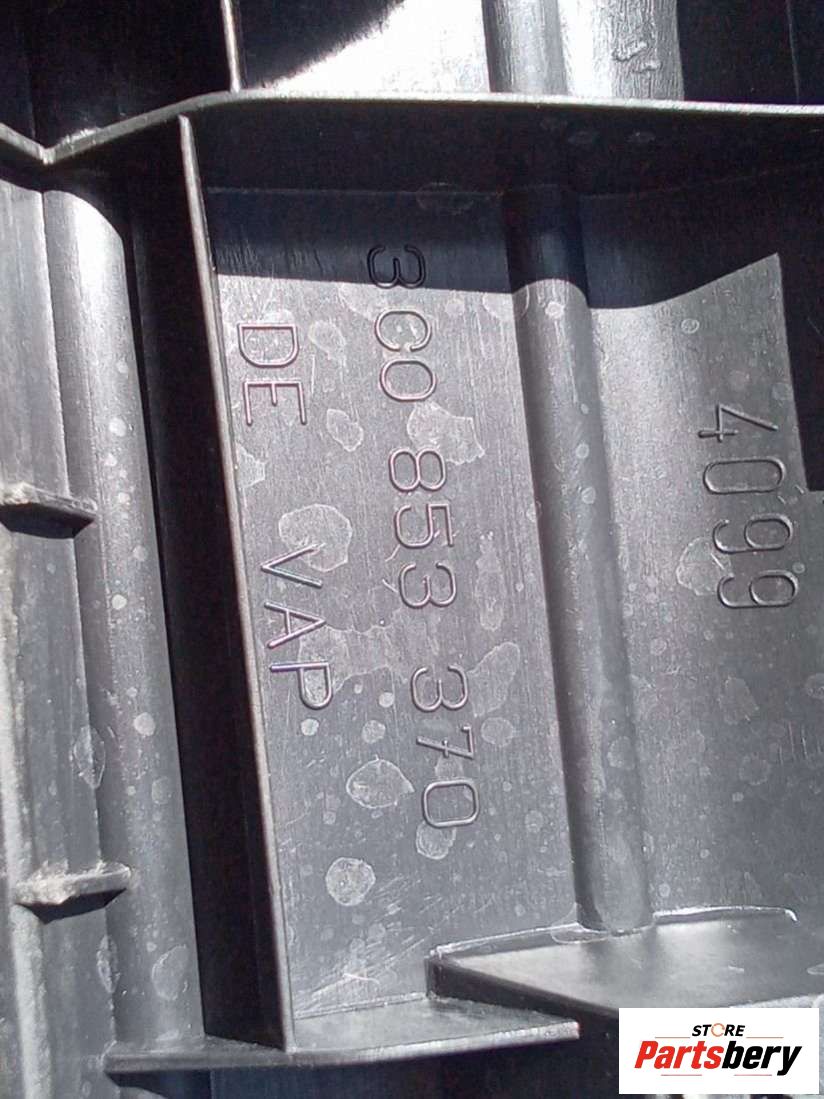 4099
3C0 853 370
DE VAP
STORE
Partsbery